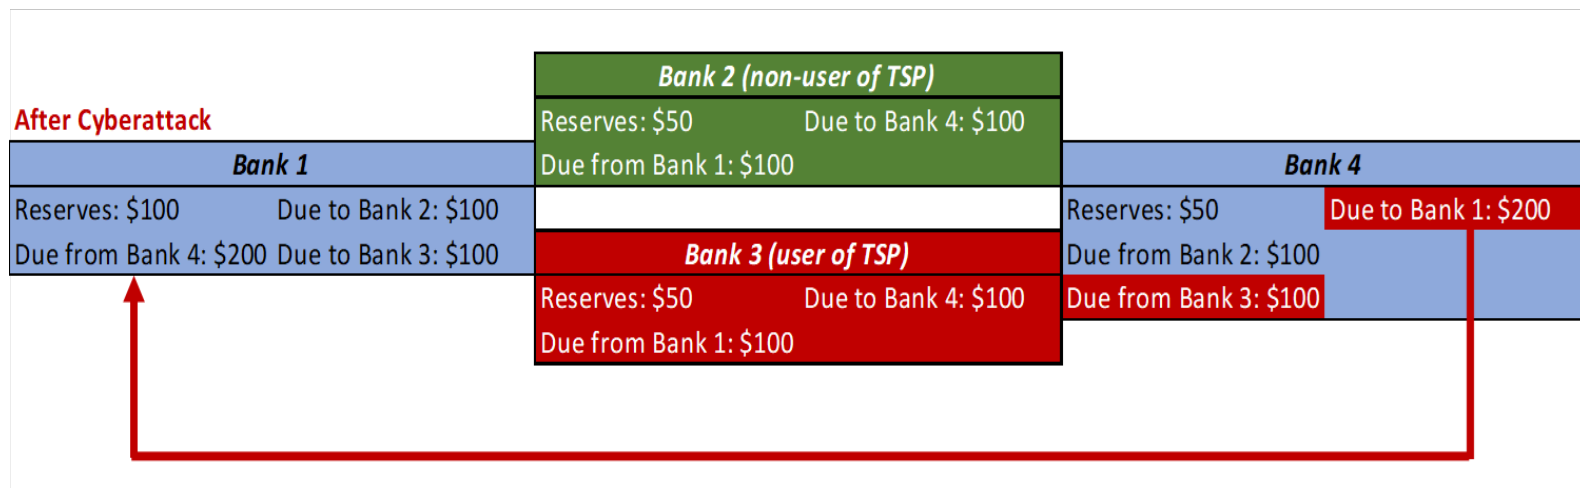 After Cyberattack
Bank 1
Reserves: $100 Due to Bank 2: $100
Due from Bank 4: $200 Due to Bank 3: $100
Bank 2 (non-user of TSP)
Reserves: $50 Due to Bank 4: $100
Due from Bank 1: $100
Bank 3 (user of TSP)
Reserves: $50 Due to Bank 4: $100
Due from Bank 1: $100
Bank 4
Reserves: $50 Due to Bank 1: $200
Due from Bank 2: $100
Due from Bank 3: $100